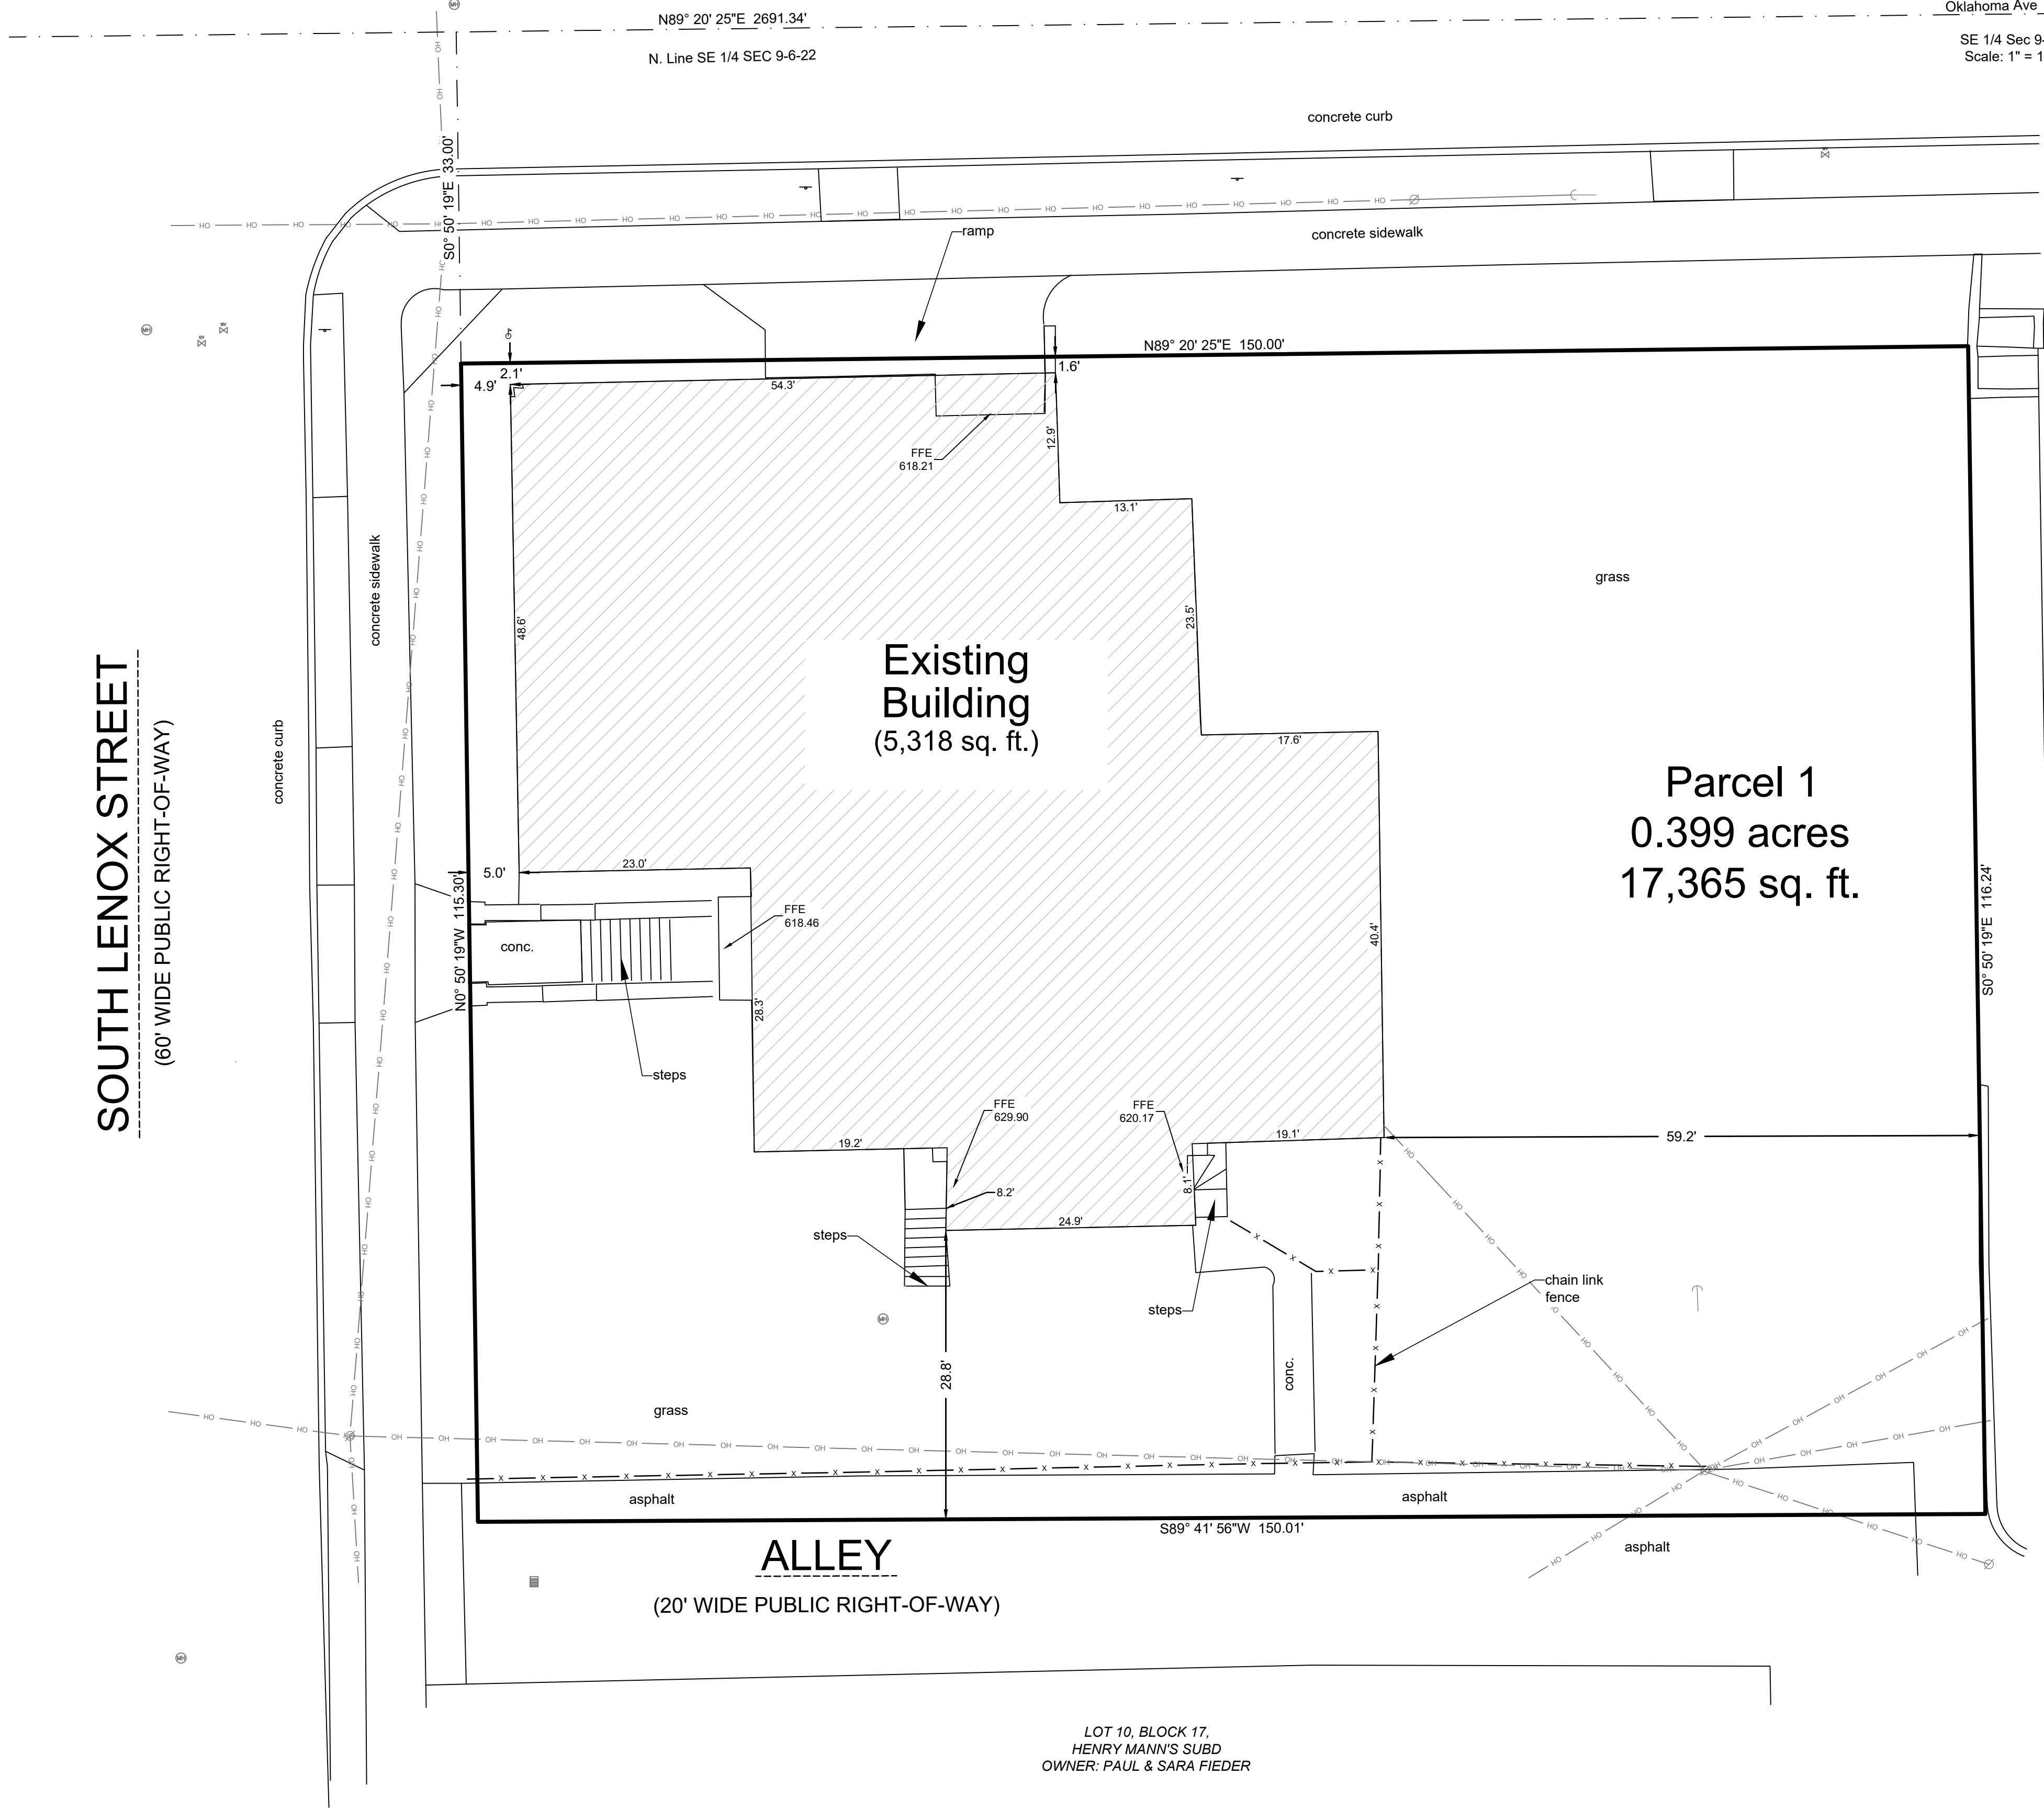 Oklahoma Ave
N89° 20' 25"E 2691.34'
SE 1/4 Sec 9-
N. Line SE 1/4 SEC 9-6-22
Scale: 1" = 1
concrete curb
S0° 50' 19"E 33.00'
ramp
concrete sidewalk
N89° 20' 25"E 150.00'
2.1'
1.6'
4.9'
54.3'
12.9'
FFE
618.21
13.1'
grass
concrete sidewalk
48.6'
23.5'
Existing
Building
(5,318 sq. ft.)
17.6'
SOUTH LENOX STREET
(60' WIDE PUBLIC RIGHT-OF-WAY)
concrete curb
Parcel 1
0.399 acres
17,365 sq. ft.
23.0'
5.0'
N0° 50' 19"W 115.30'
FFE
618.46
conc.
40.4'
S0° 50' 19"E 116.24'
28.3'
steps
FFE
629.90
FFE
620.17
19.2'
19.1'
59.2'
8.1'
8.2'
24.9'
steps
steps
chain link
fence
28.8'
conc.
grass
asphalt
asphalt
S89° 41' 56"W 150.01'
asphalt
ALLEY
(20' WIDE PUBLIC RIGHT-OF-WAY)
LOT 10, BLOCK 17,
HENRY MANN'S SUBD
OWNER: PAUL & SARA FIEDER